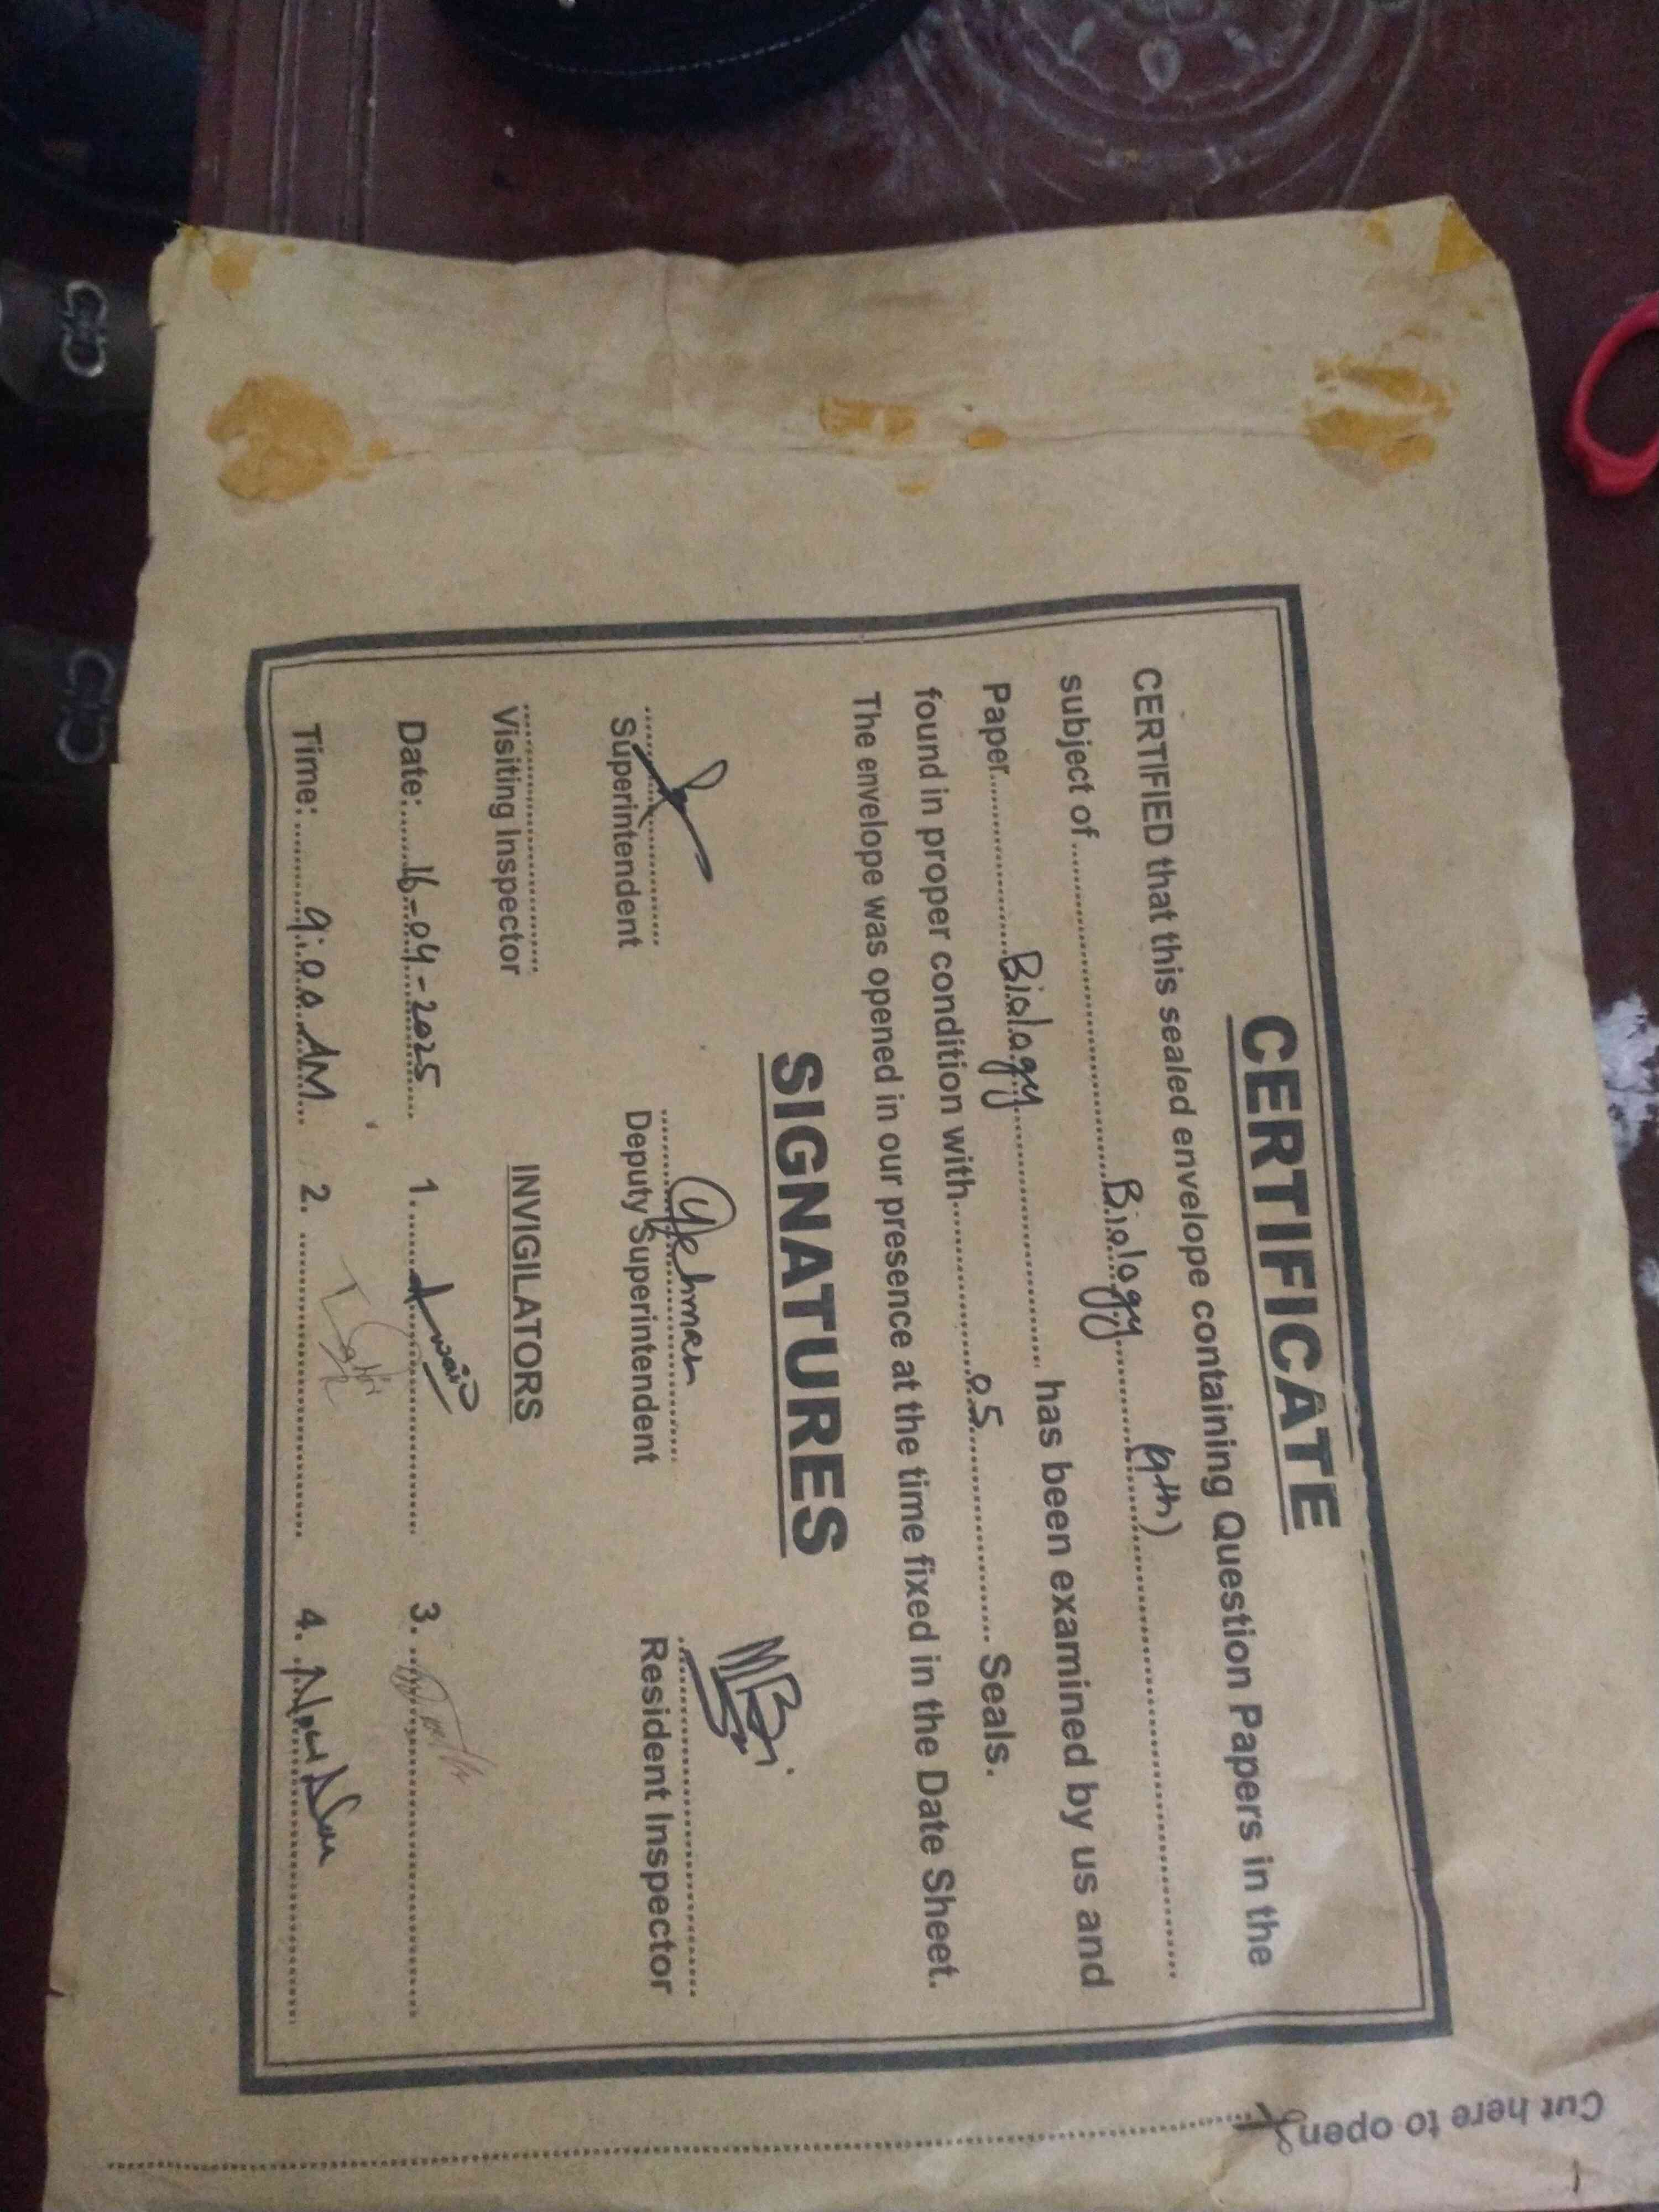 CERTIFICATE
CERTIFIED that this sealed envelope containing Question Papers in the
subject of.....Biology.....(9th).....
Paper.....Biology..... has been examined by us and
found in proper condition with.....05..... Seals.
The envelope was opened in our presence at the time fixed in the Date Sheet.
SIGNATURES
Superintendent Deputy Superintendent Resident Inspector
Visiting Inspector INVIGILATORS
Date:.....16-04-2025..... 1. 3.
Time:.....9:00 AM..... 2. 4.
Cut here to open